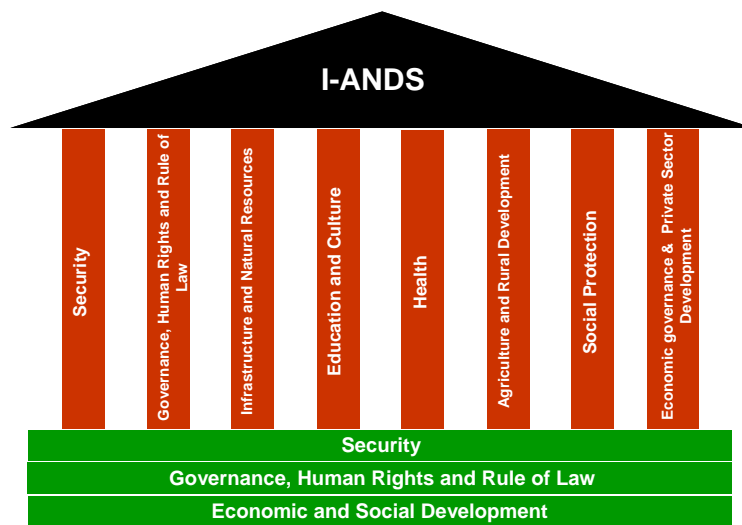 I-ANDS
Security
Governance, Human Rights and Rule of
Law
Infrastructure and Natural Resources
Education and Culture
Health
Agriculture and Rural Development
Social Protection
Economic governance & Private Sector
Development
Security
Governance, Human Rights and Rule of Law
Economic and Social Development